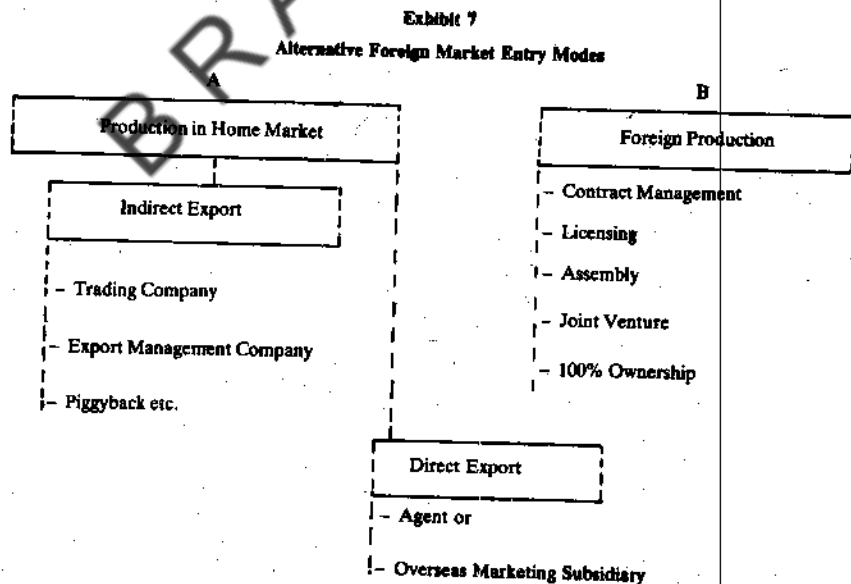 Exhibit 7
Alternative Foreign Market Entry Modes
A
Production in Home Market
Indirect Export
– Trading Company
– Export Management Company
– Piggyback etc.
B
Foreign Production
– Contract Management
– Licensing
– Assembly
– Joint Venture
– 100% Ownership
Direct Export
– Agent or
– Overseas Marketing Subsidiary
BRA